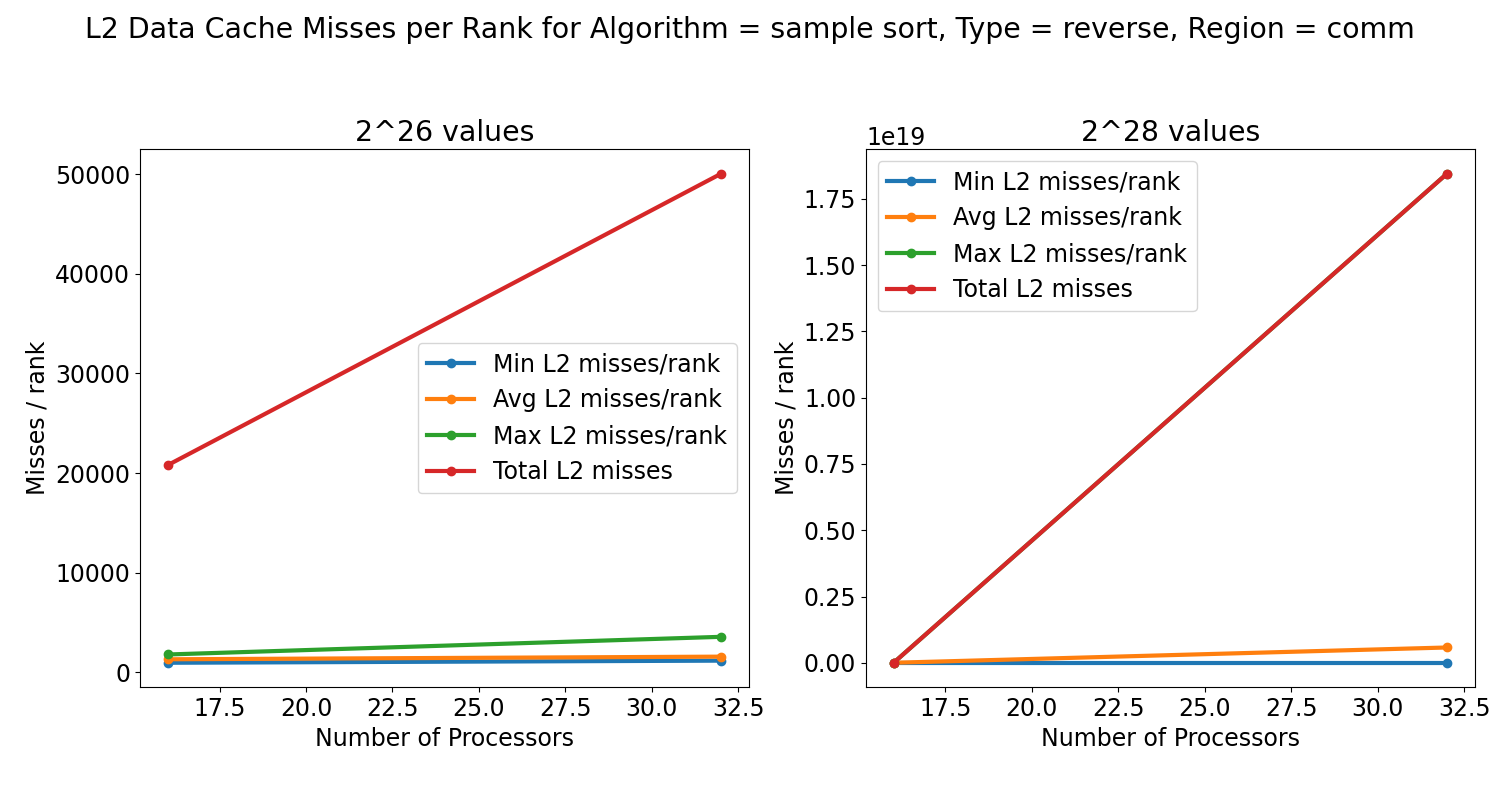 L2 Data Cache Misses per Rank for Algorithm = sample sort, Type = reverse, Region = comm
2^26 values
50000
40000
30000
20000
10000
0
Misses / rank
Min L2 misses/rank
Avg L2 misses/rank
Max L2 misses/rank
Total L2 misses
17.5 20.0 22.5 25.0 27.5 30.0 32.5
Number of Processors
2^28 values
1e19
1.75
1.50
1.25
1.00
0.75
0.50
0.25
0.00
Misses / rank
Min L2 misses/rank
Avg L2 misses/rank
Max L2 misses/rank
Total L2 misses
17.5 20.0 22.5 25.0 27.5 30.0 32.5
Number of Processors